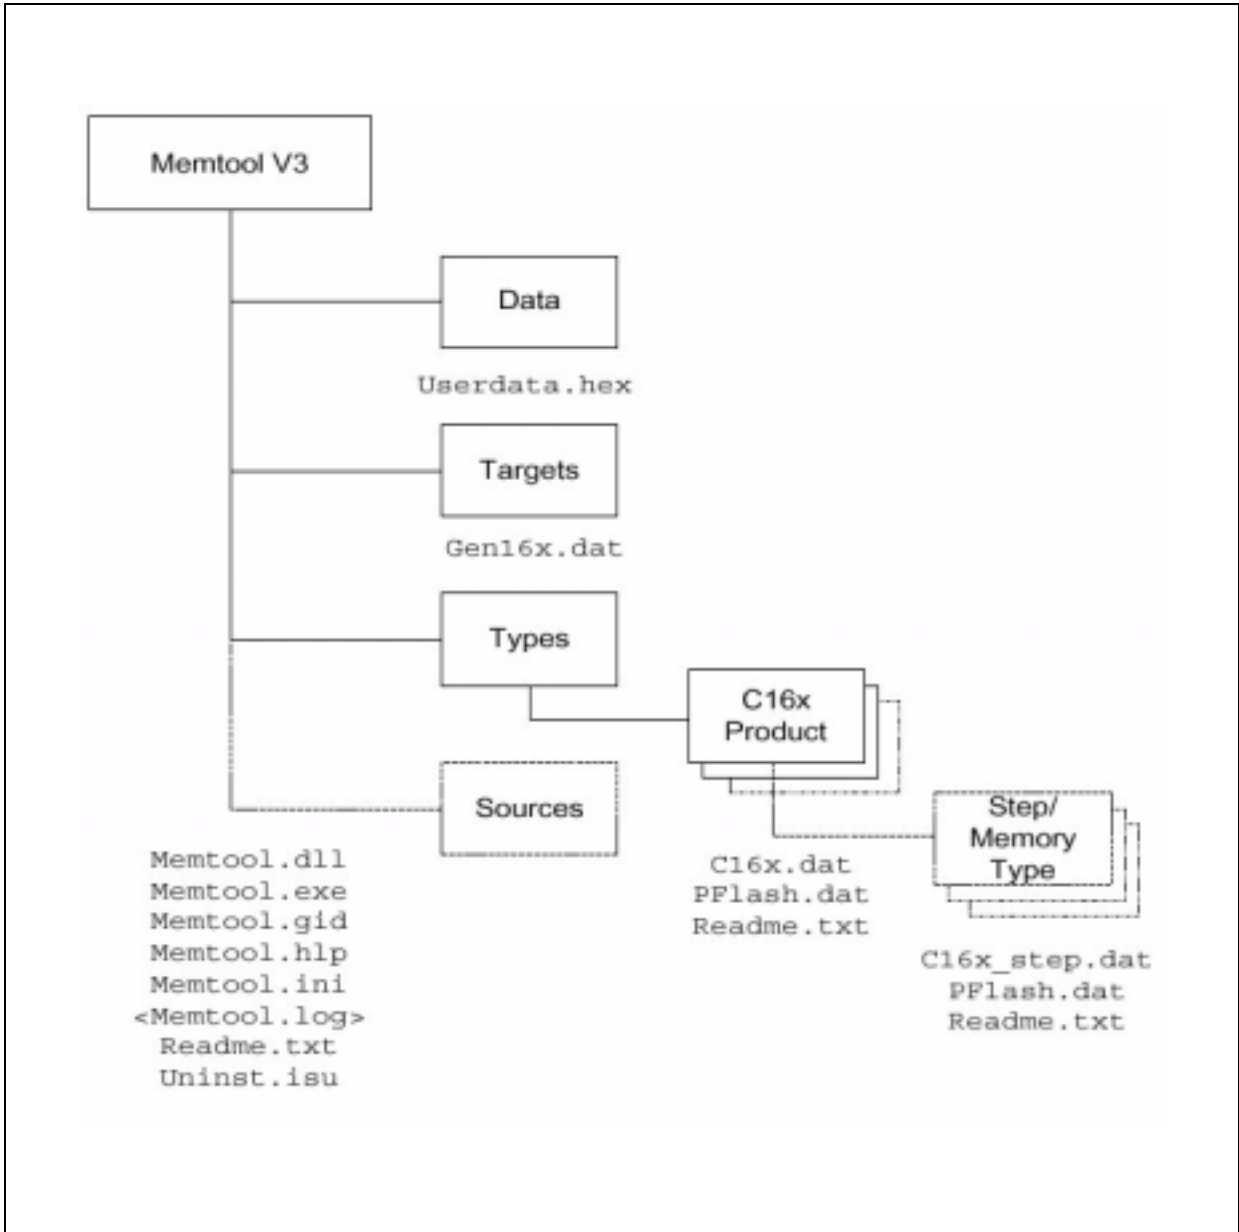 Memtool V3
Data
Userdata.hex
Targets
Gen16x.dat
Types
C16x
Product
Sources
Step/
Memory
Type
Memtool.dll
Memtool.exe
Memtool.gid
Memtool.hlp
Memtool.ini
<Memtool.log>
Readme.txt
Uninst.isu
C16x.dat
PFlash.dat
Readme.txt
C16x_step.dat
PFlash.dat
Readme.txt